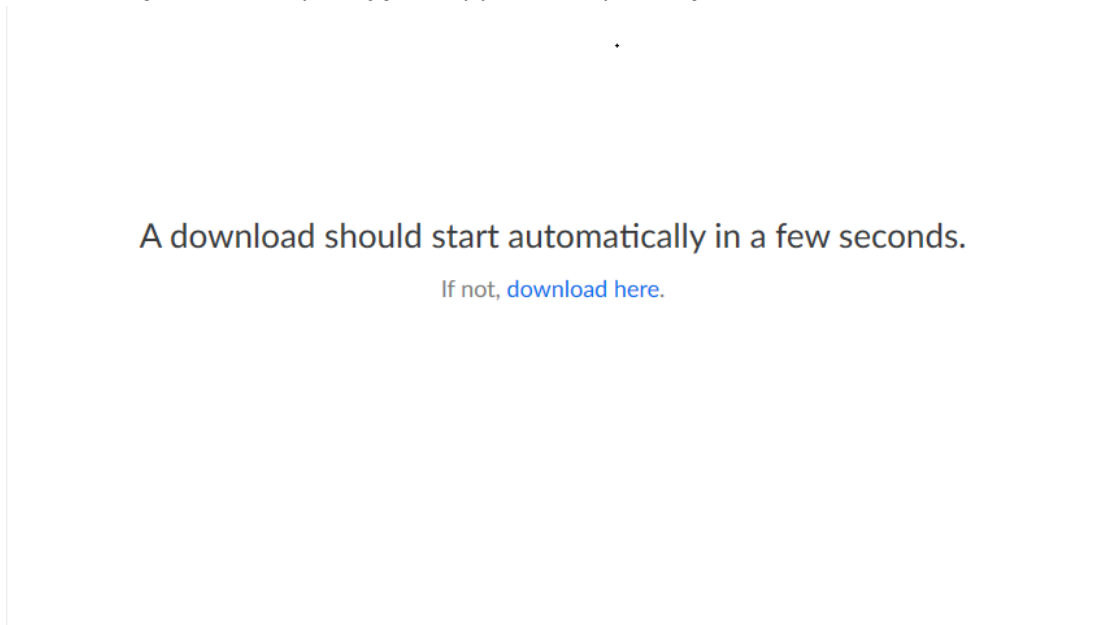 A download should start automatically in a few seconds.
If not, download here.